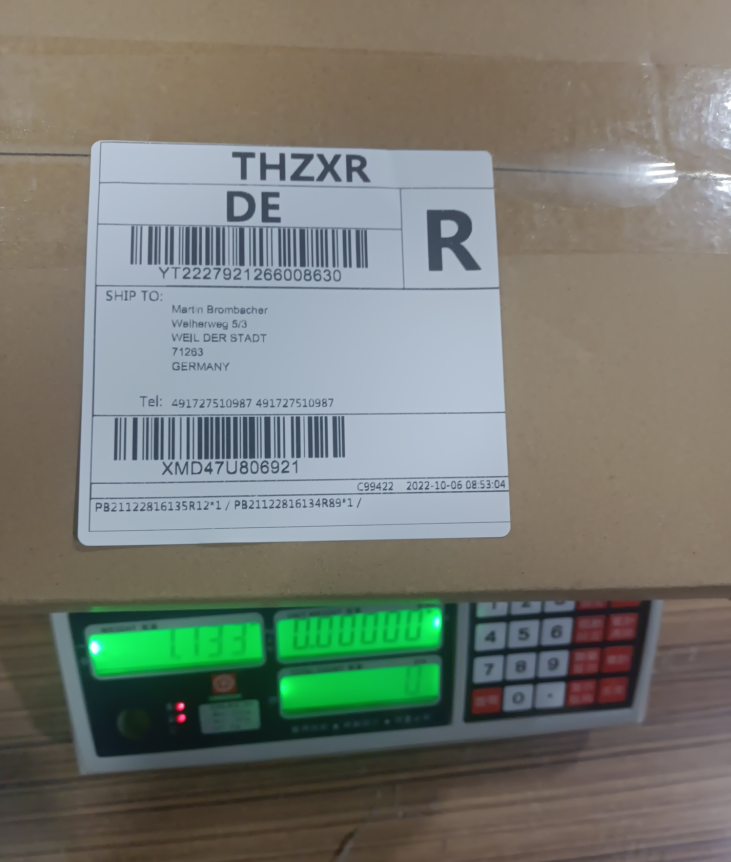 THZXR
DE
R
YT2227921266008630
SHIP TO:
Martin Brombacher
Weiherweg 5/3
WEIL DER STADT
71263
GERMANY
Tel: 491727510987 491727510987
XMD47U806921
C99422 2022-10-06 08:53:04
PB21122816135R12*1 / PB21122816134R89*1 /
1.133
0.00000
0
4 5 6
7 8 9
0 .